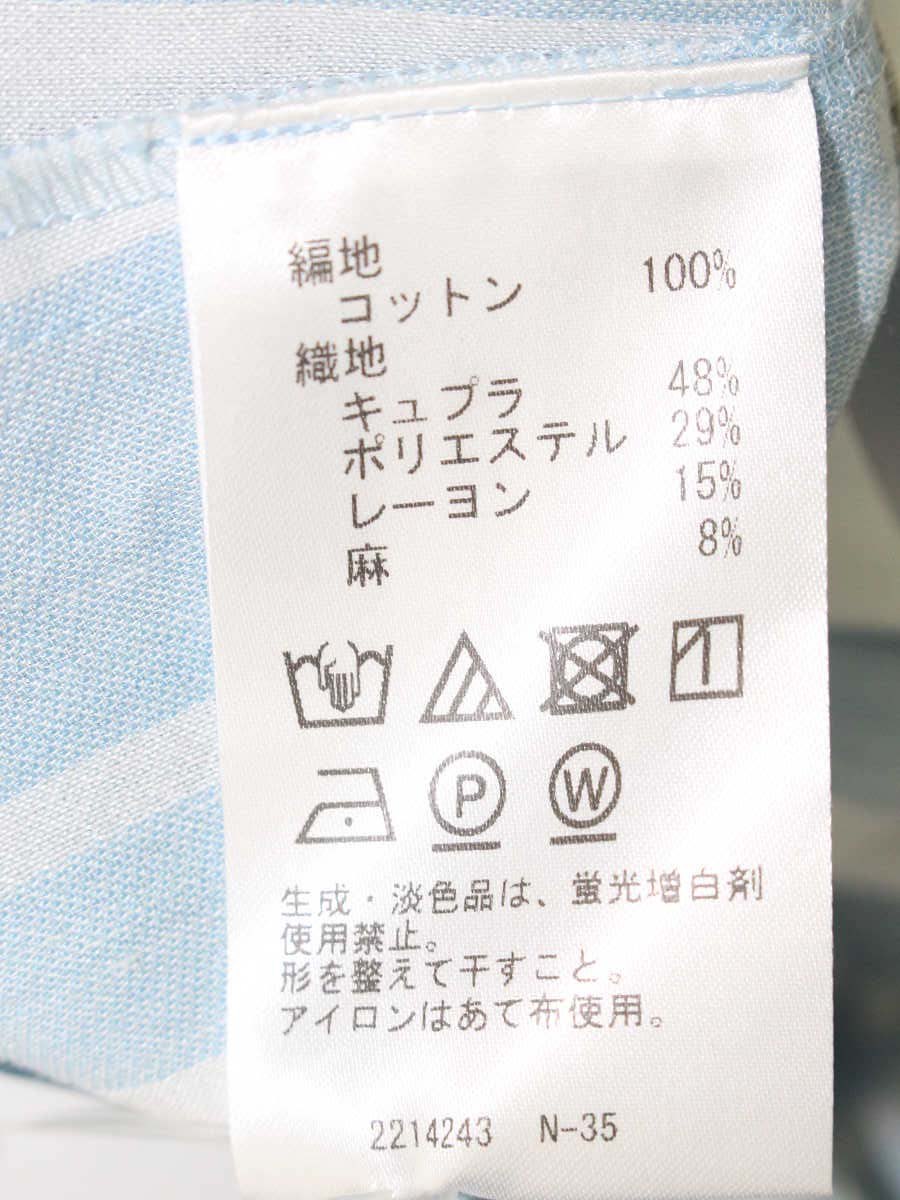 編地
コットン 100%
織地
キュプラ 48%
ポリエステル 29%
レーヨン 15%
麻 8%
P W
生成・淡色品は、蛍光増白剤
使用禁止。
形を整えて干すこと。
アイロンはあて布使用。
2214243 N-35